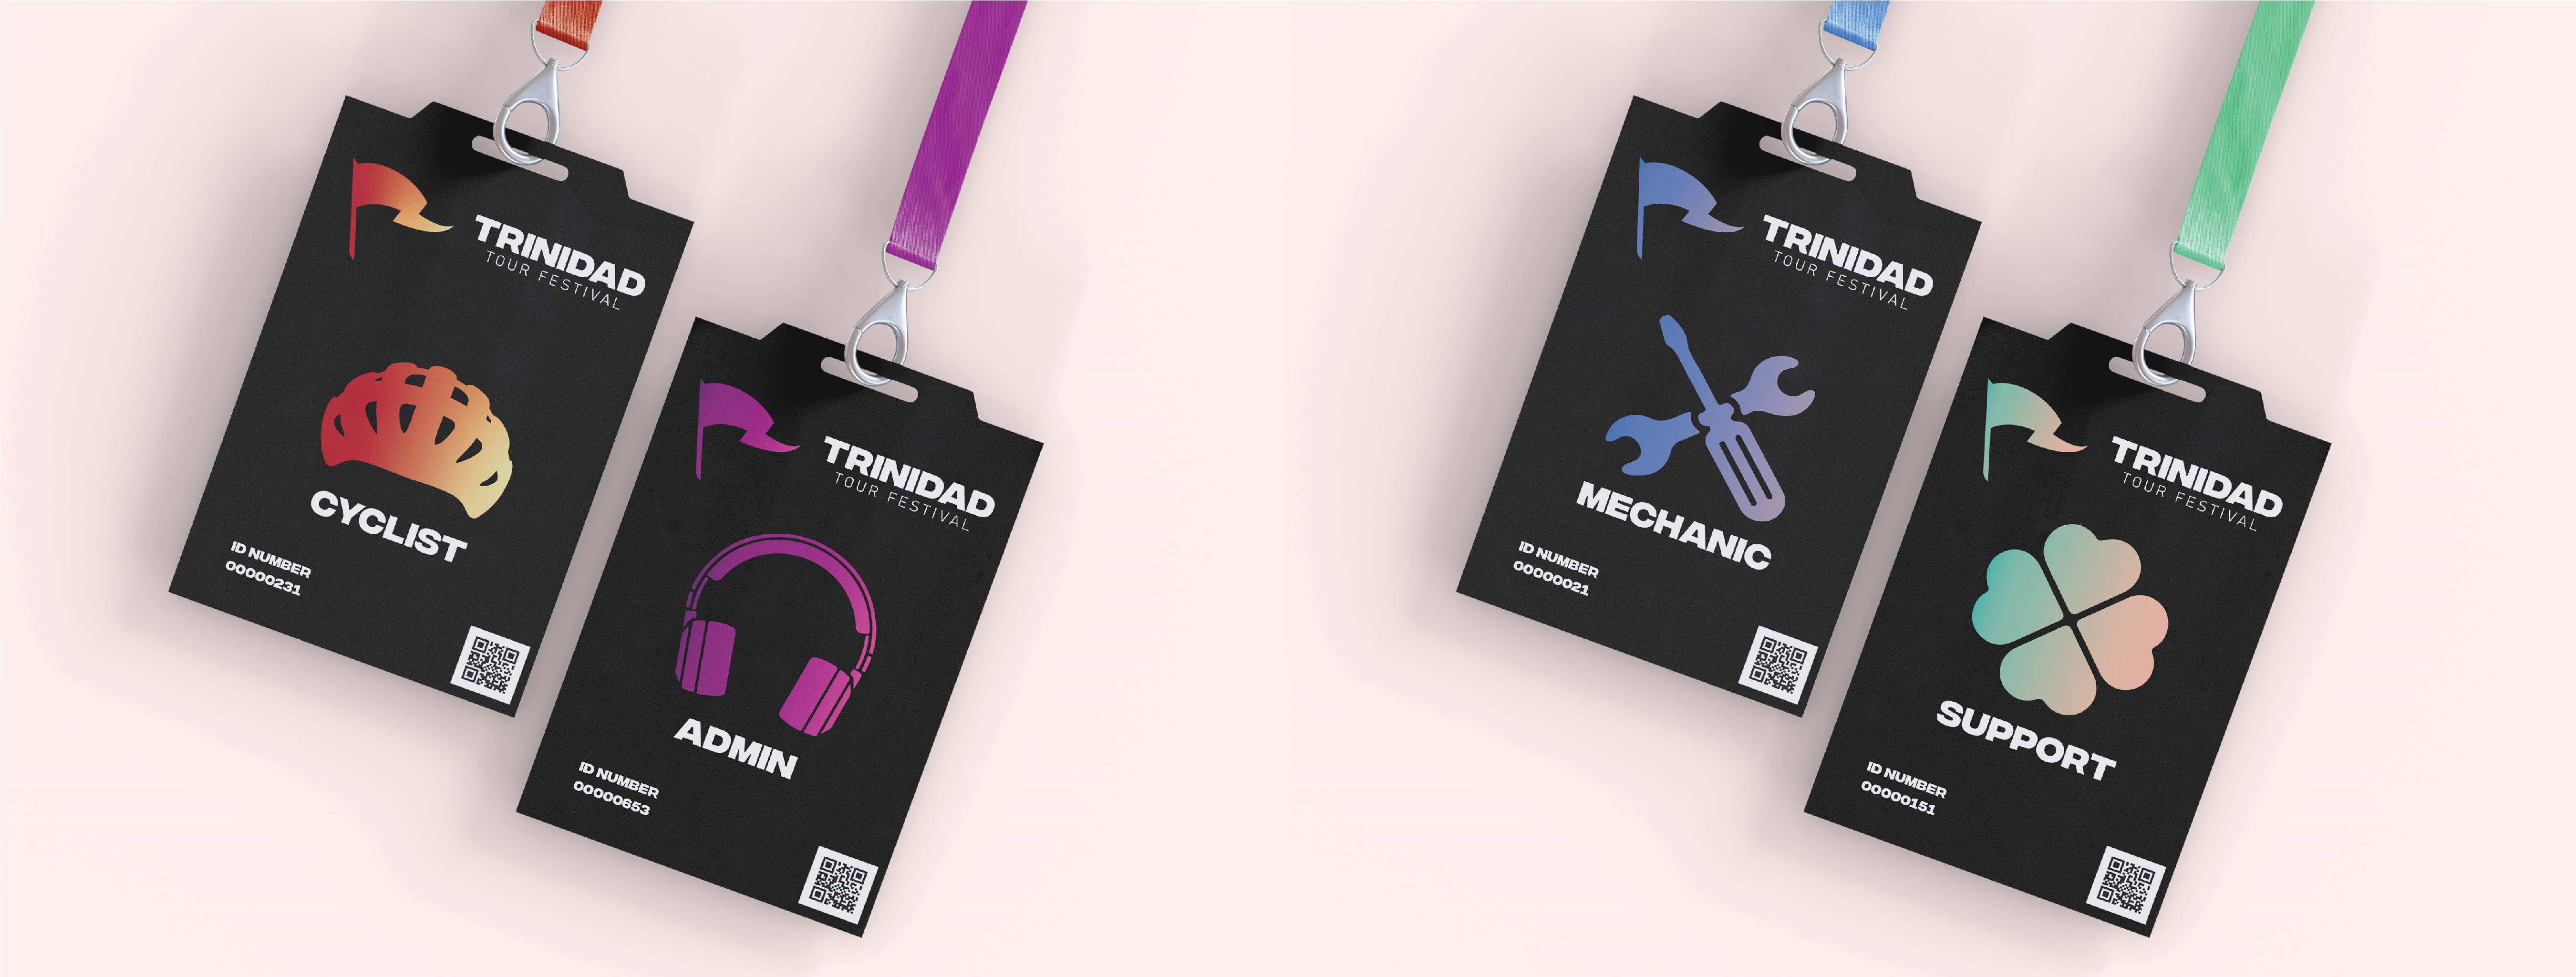 TRINIDAD
TOUR FESTIVAL
CYCLIST
ID NUMBER
00000231
TRINIDAD
TOUR FESTIVAL
ADMIN
ID NUMBER
00000653
TRINIDAD
TOUR FESTIVAL
MECHANIC
ID NUMBER
00000021
TRINIDAD
TOUR FESTIVAL
SUPPORT
ID NUMBER
00000151